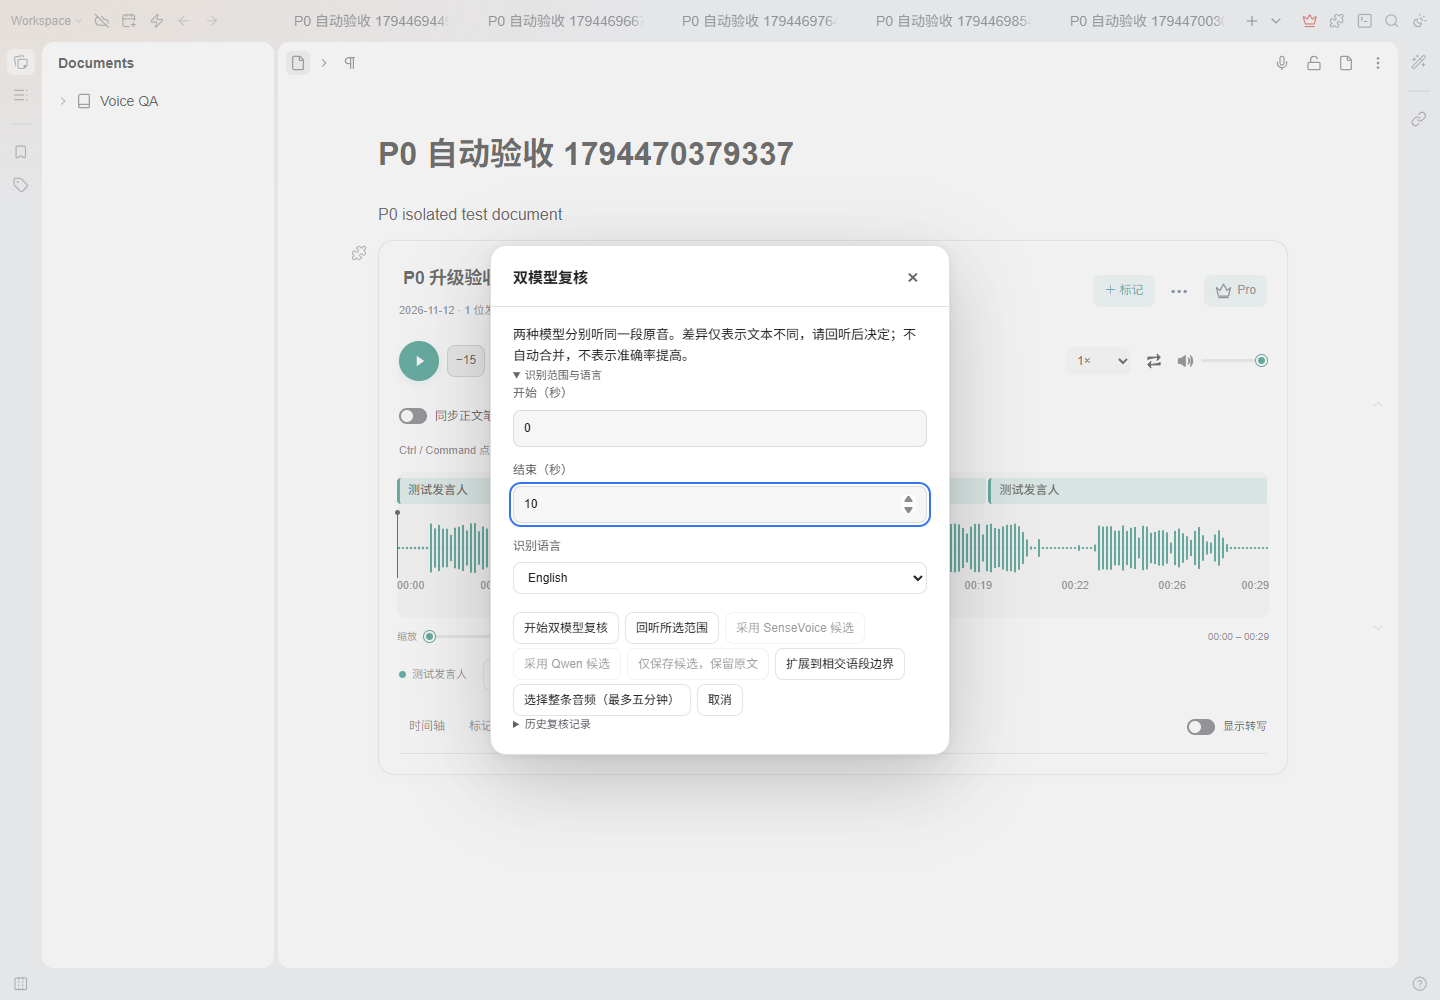 Workspace
P0 自动验收 179446944
P0 自动验收 179446966
P0 自动验收 179446976
P0 自动验收 179446985
P0 自动验收 179447003
Documents
Voice QA
P0 自动验收 1794470379337
P0 isolated test document
P0 升级验
+ 标记
Pro
2026-11-12 · 1 位
−15
1×
同步正文
Ctrl / Command 点
测试发言人
测试发言人
00:00
00:19
00:22
00:26
00:29
缩放
00:00 – 00:29
测试发言人
时间轴
标记
显示转写
双模型复核
两种模型分别听同一段原音。差异仅表示文本不同，请回听后决定；不
自动合并，不表示准确率提高。
▼ 识别范围与语言
开始（秒）
0
结束（秒）
10
识别语言
English
开始双模型复核
回听所选范围
采用 SenseVoice 候选
采用 Qwen 候选
仅保存候选，保留原文
扩展到相交语段边界
选择整条音频（最多五分钟）
取消
▶ 历史复核记录